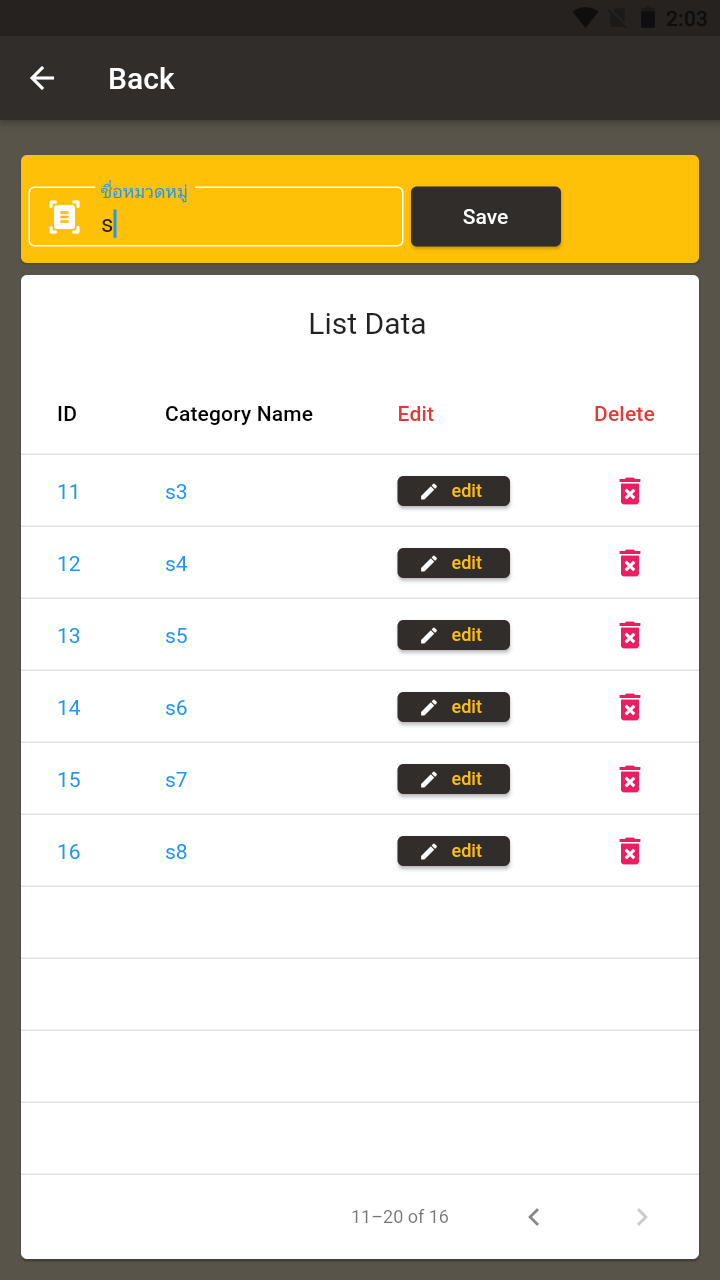 2:03
Back
ชื่อหมวดหมู่
s
Save
List Data
ID Category Name Edit Delete
11 s3 edit
12 s4 edit
13 s5 edit
14 s6 edit
15 s7 edit
16 s8 edit
11–20 of 16